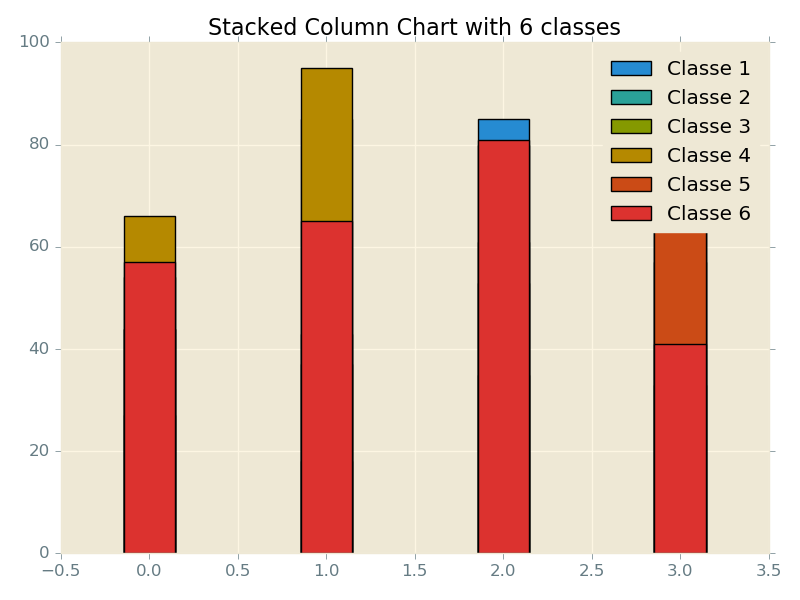 Stacked Column Chart with 6 classes
100
80
60
40
20
0
Classe 1
Classe 2
Classe 3
Classe 4
Classe 5
Classe 6
−0.5 0.0 0.5 1.0 1.5 2.0 2.5 3.0 3.5